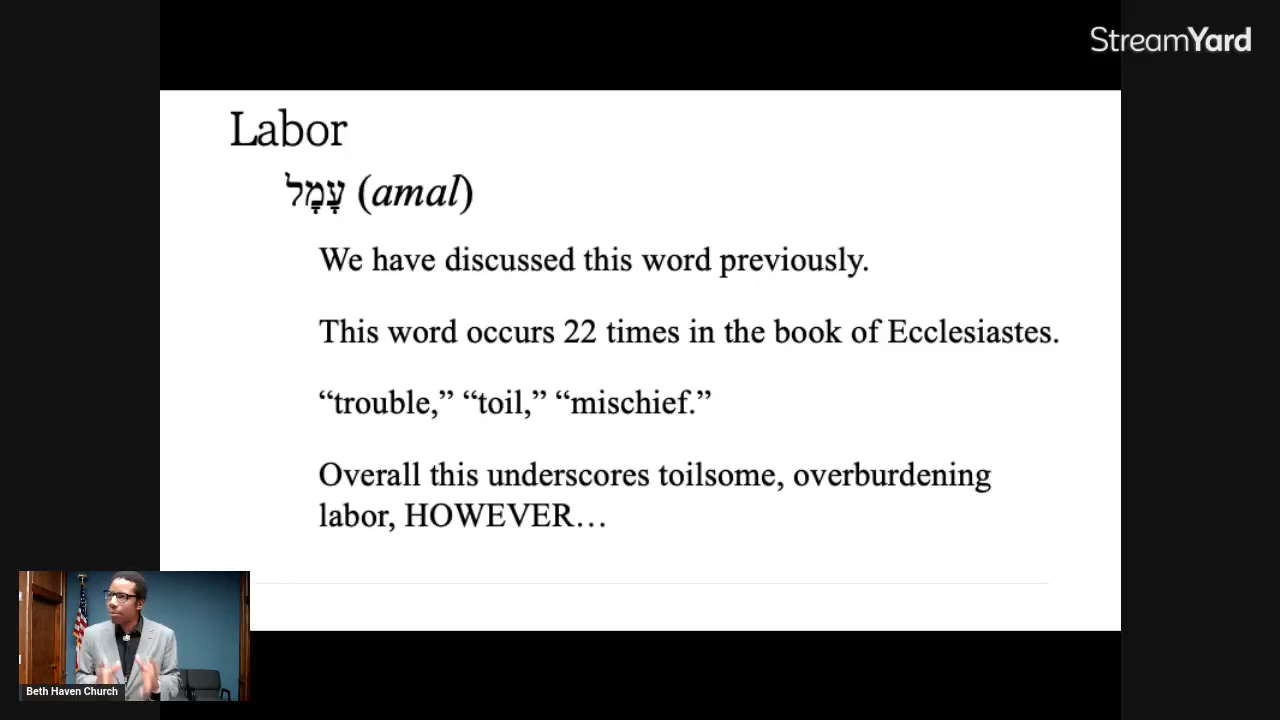 StreamYard
Labor
עָמָל (amal)
We have discussed this word previously.
This word occurs 22 times in the book of Ecclesiastes.
“trouble,” “toil,” “mischief.”
Overall this underscores toilsome, overburdening
labor, HOWEVER…
Beth Haven Church